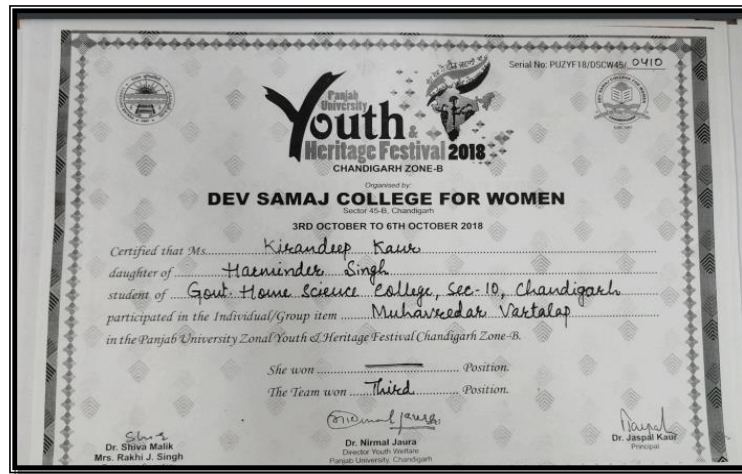 Serial No: PUZYF18/DSCW45/ 0410
Panjab
University
Youth &
Heritage Festival 2018
CHANDIGARH ZONE-B
Organised by:
DEV SAMAJ COLLEGE FOR WOMEN
Sector 45-B, Chandigarh
3RD OCTOBER TO 6TH OCTOBER 2018
Certified that Ms. Kirandeep Kaur
daughter of Harminder Singh
student of Govt. Home Science College, Sec-10, Chandigarh
participated in the Individual/Group item Muhavredar Vartalap
in the Panjab University Zonal Youth & Heritage Festival Chandigarh Zone-B.
She won Position.
The Team won Third Position.
Dr. Shiva Malik
Mrs. Rakhi J. Singh
Dr. Nirmal Jaura
Director Youth Welfare
Panjab University, Chandigarh
Dr. Jaspal Kaur
Principal